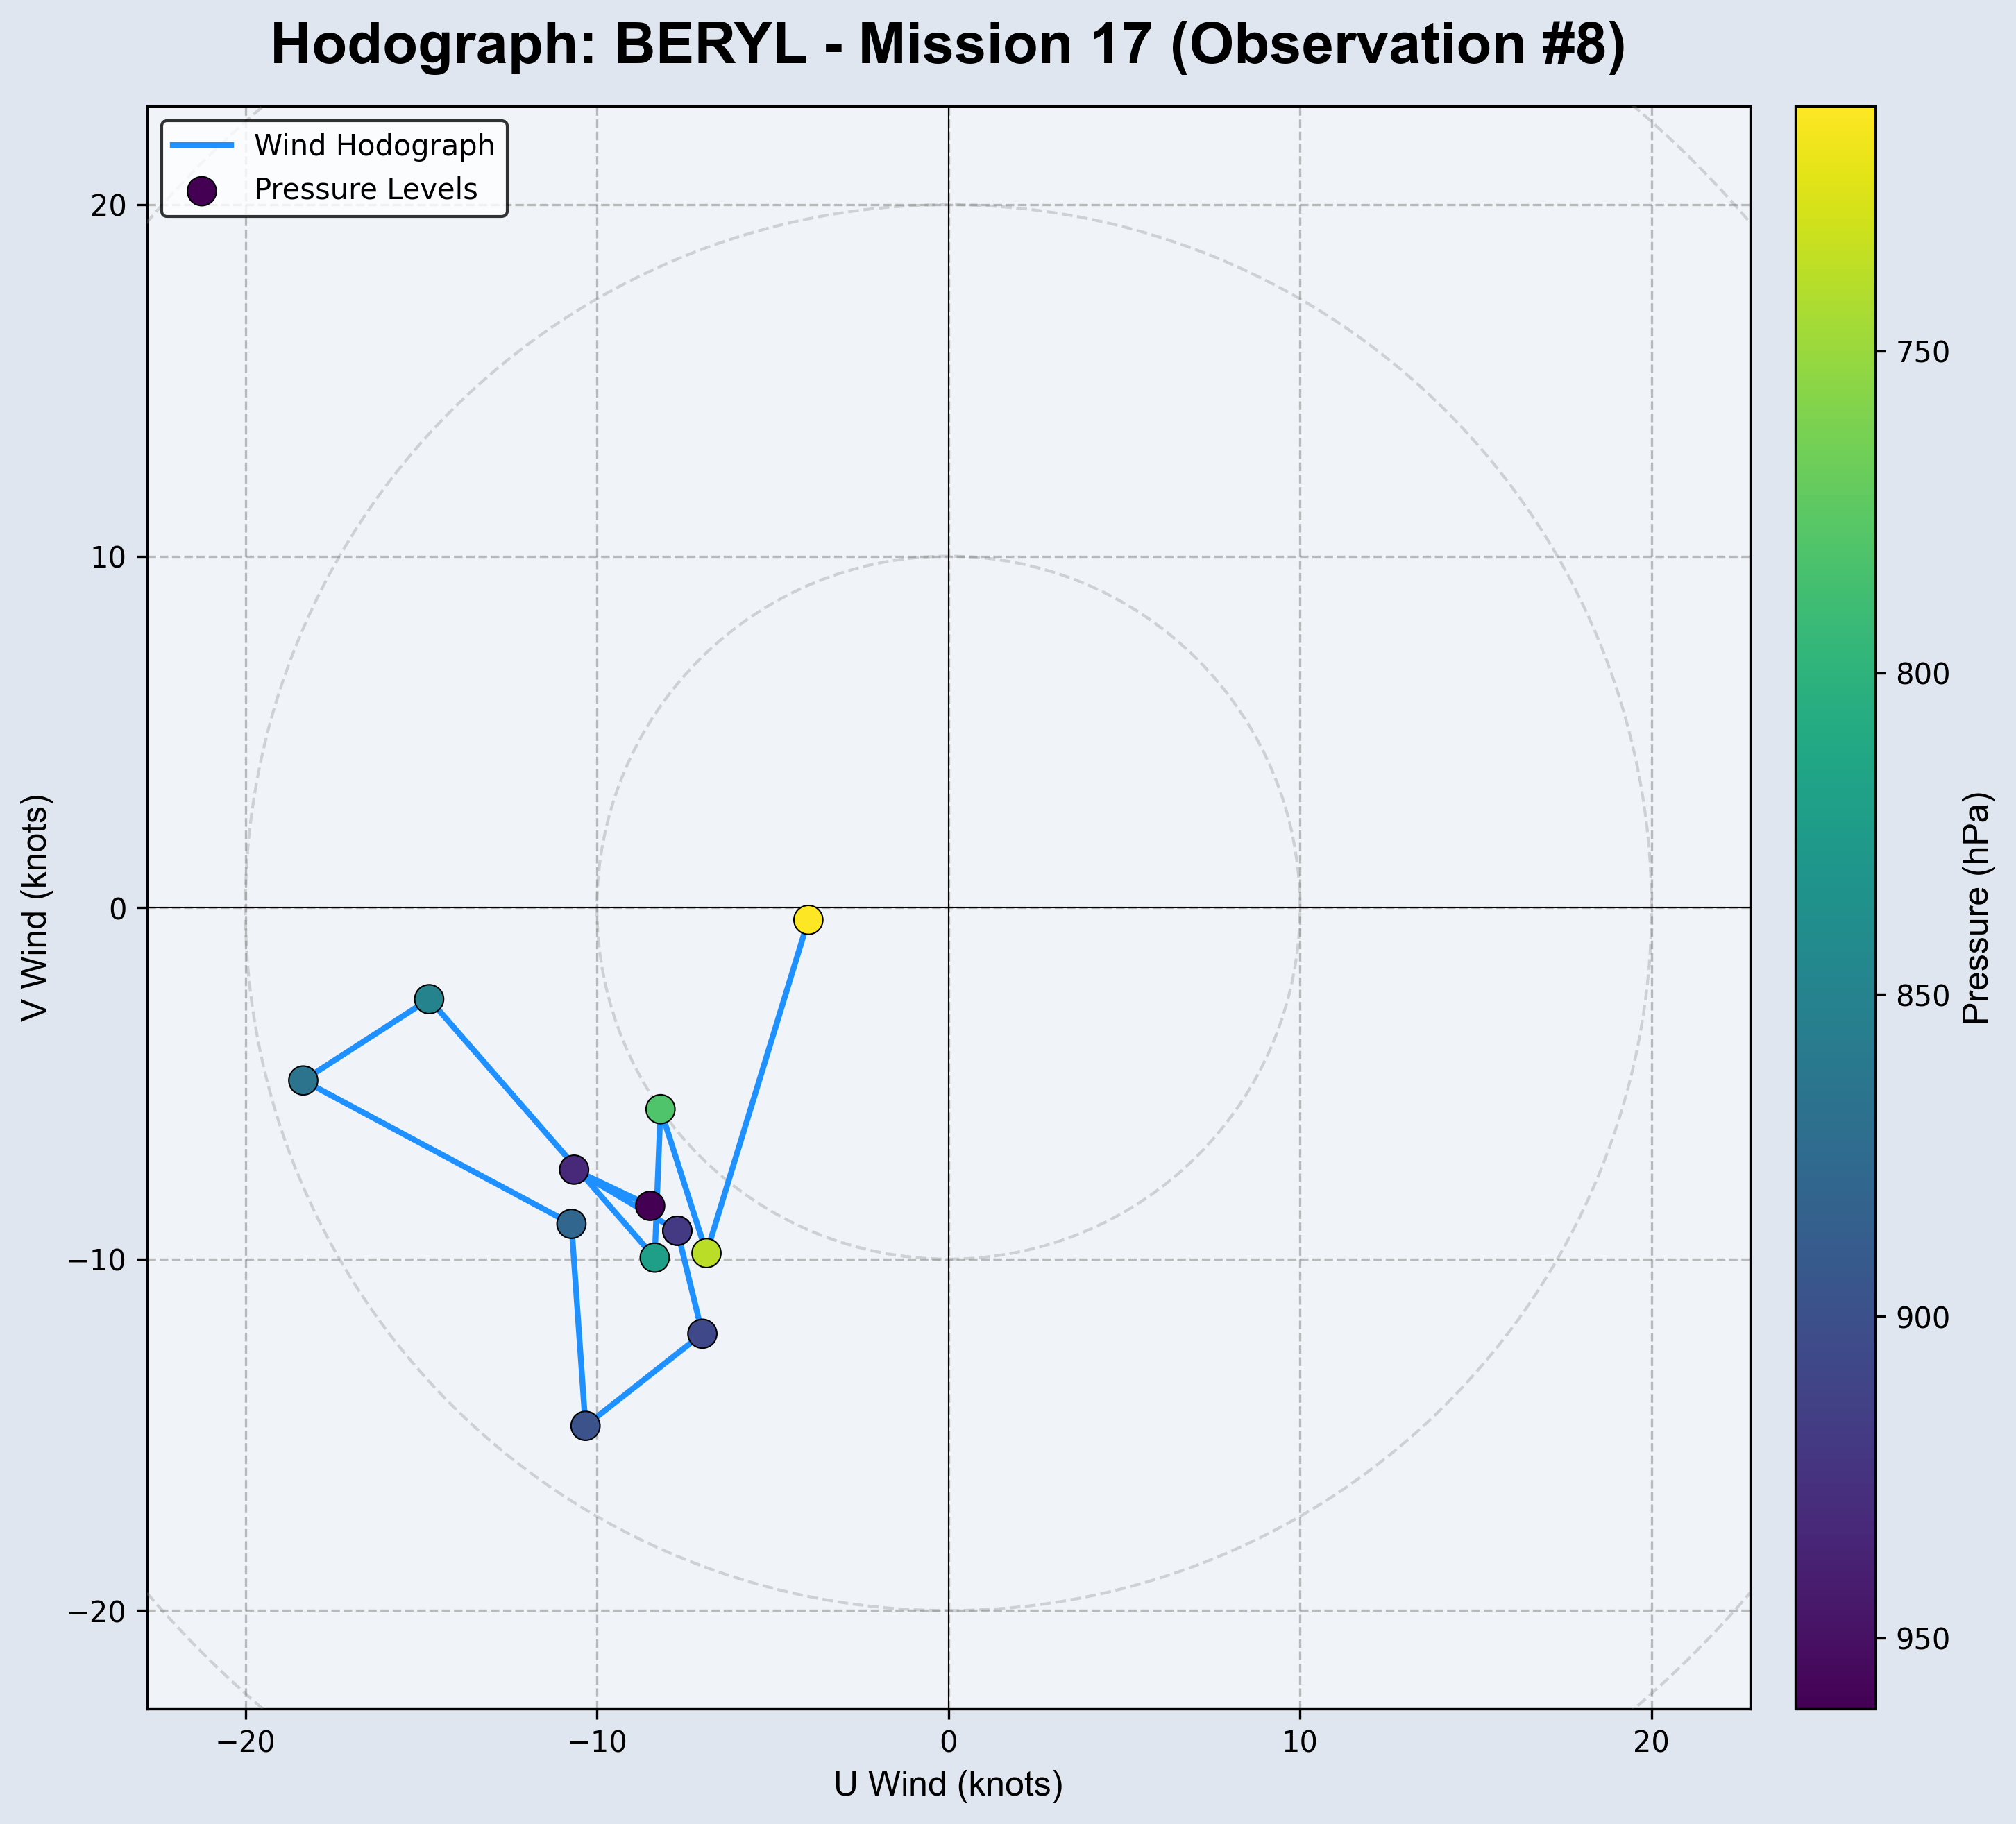 Hodograph: BERYL - Mission 17 (Observation #8)
Wind Hodograph
Pressure Levels
20
10
0
−10
−20
V Wind (knots)
−20
−10
0
10
20
U Wind (knots)
750
800
850
900
950
Pressure (hPa)